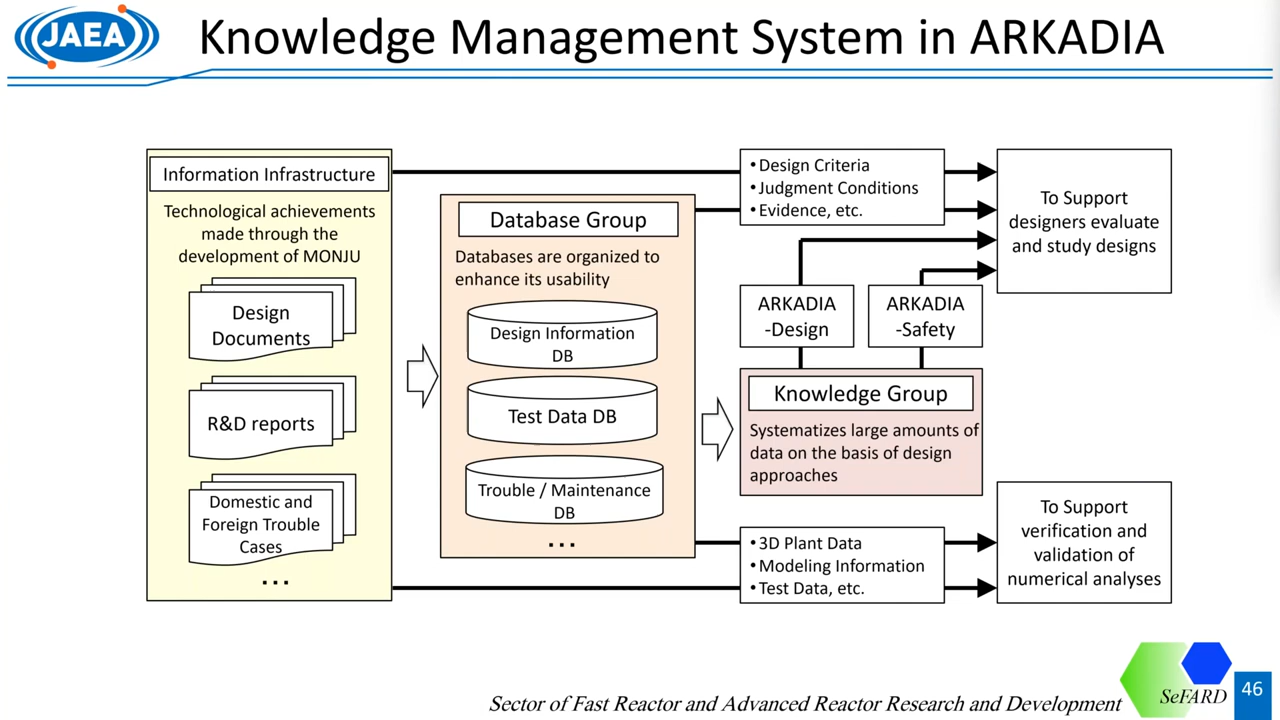 JAEA
Knowledge Management System in ARKADIA
Information Infrastructure
Technological achievements
made through the
development of MONJU
Design
Documents
R&D reports
Domestic and
Foreign Trouble
Cases
...
Database Group
Databases are organized to
enhance its usability
Design Information
DB
Test Data DB
Trouble / Maintenance
DB
...
• Design Criteria
• Judgment Conditions
• Evidence, etc.
ARKADIA
-Design
ARKADIA
-Safety
Knowledge Group
Systematizes large amounts of
data on the basis of design
approaches
• 3D Plant Data
• Modeling Information
• Test Data, etc.
To Support
designers evaluate
and study designs
To Support
verification and
validation of
numerical analyses
Sector of Fast Reactor and Advanced Reactor Research and Development
SeFARD
46